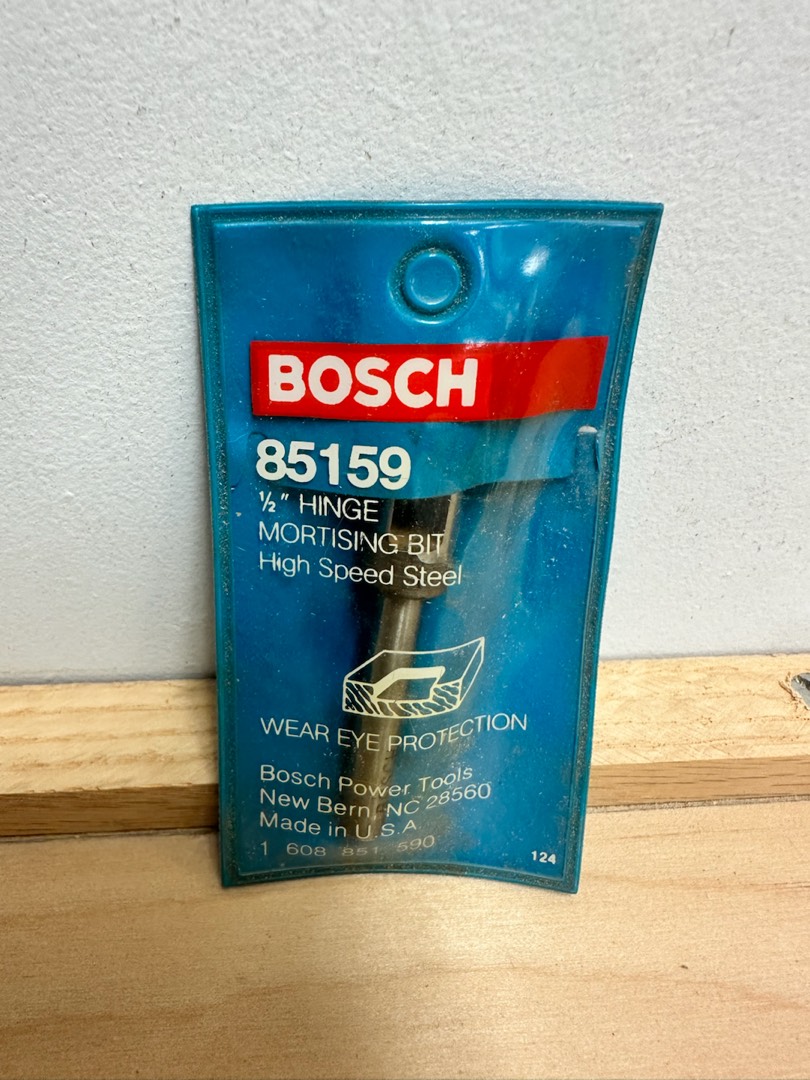 BOSCH
85159
½" HINGE
MORTISING BIT
High Speed Steel
WEAR EYE PROTECTION
Bosch Power Tools
New Bern, NC 28560
Made in U.S.A.
1 608 851 590
124